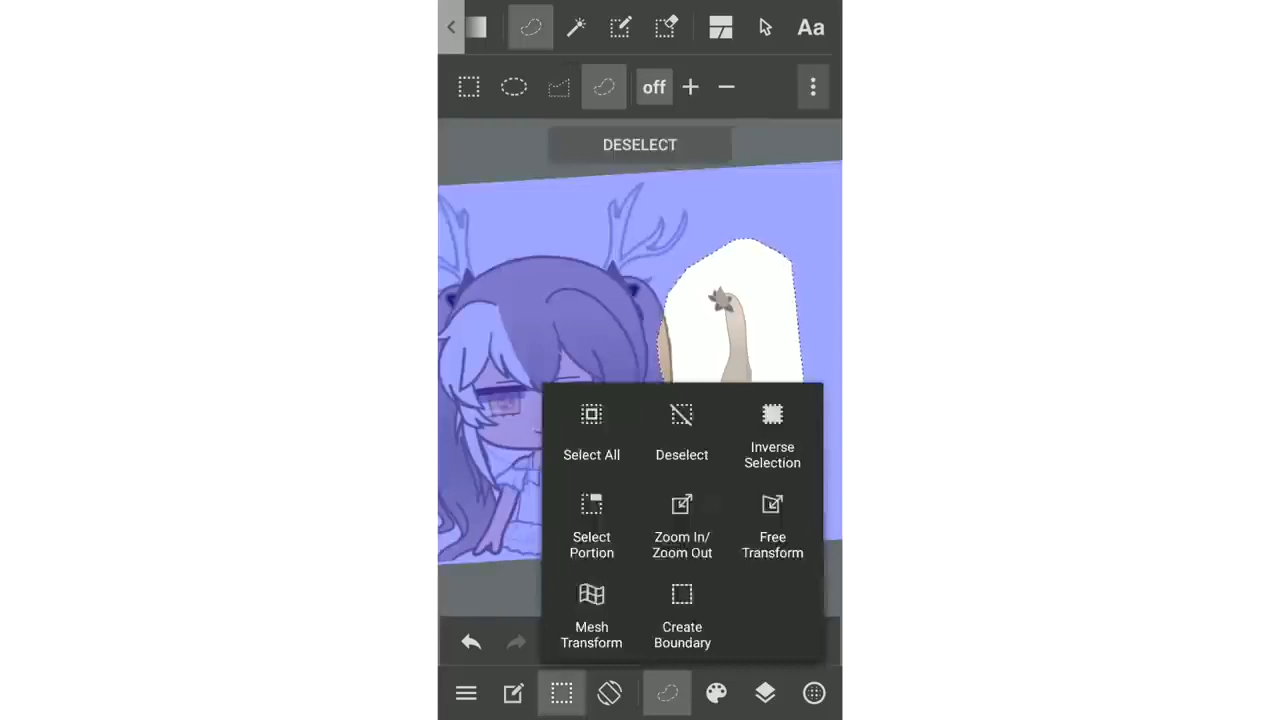 Aa
off
DESELECT
Select All
Deselect
Inverse
Selection
Select
Portion
Zoom In/
Zoom Out
Free
Transform
Mesh
Transform
Create
Boundary